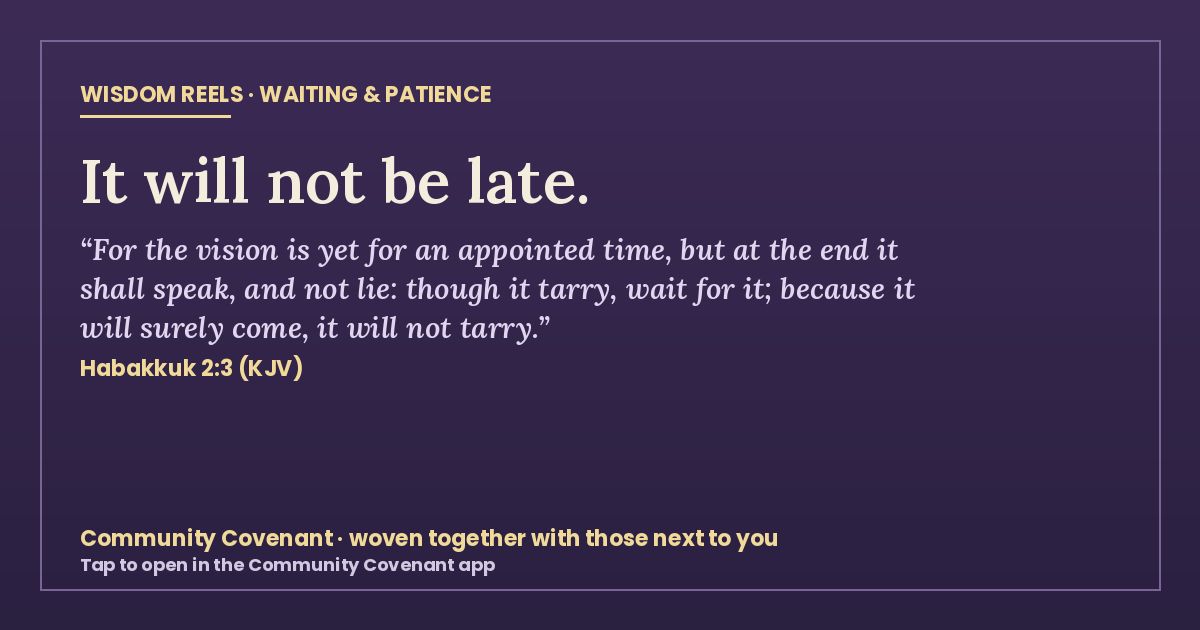 WISDOM REELS · WAITING & PATIENCE
It will not be late.
“For the vision is yet for an appointed time, but at the end it
shall speak, and not lie: though it tarry, wait for it; because it
will surely come, it will not tarry.”
Habakkuk 2:3 (KJV)
Community Covenant · woven together with those next to you
Tap to open in the Community Covenant app